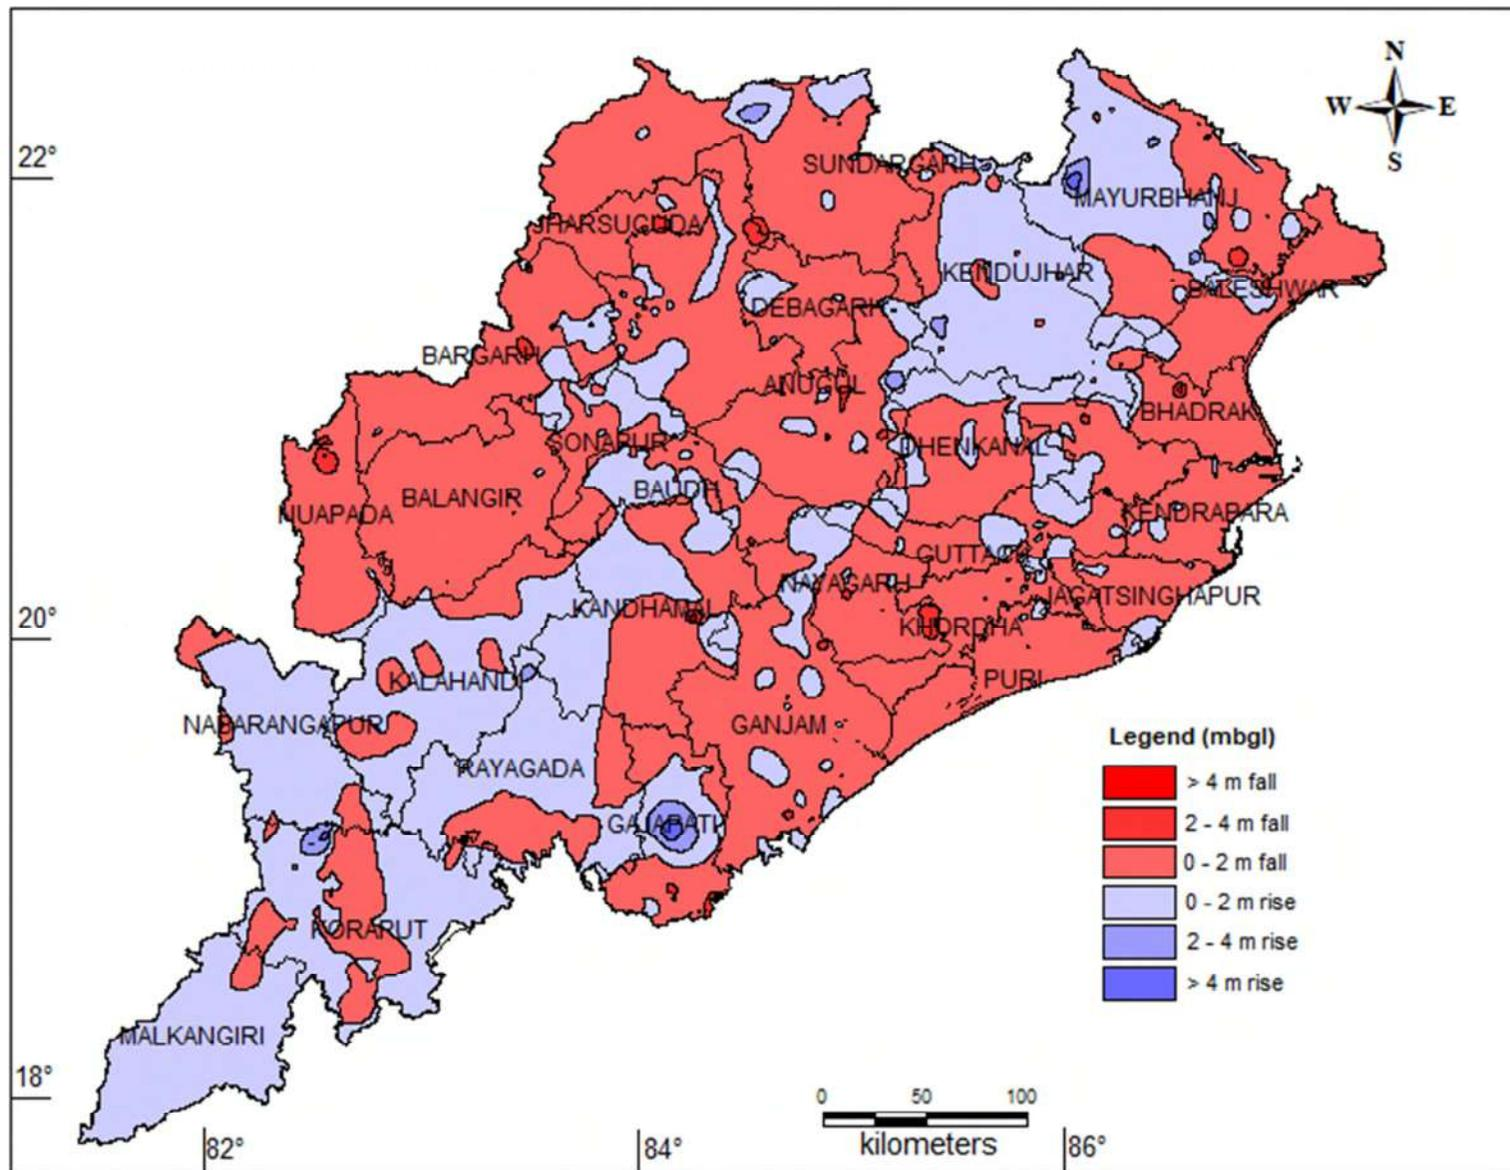 N
W E
S
22°
SUNDARGARH
MAYURBHANJ
JHARSUGUDA
KENDUJHAR
BALESHWAR
DEBAGARH
BARGARH
ANUGUL
BHADRAK
SONAPUR
DHENKANAL
BAUDH
BALANGIR
NUAPADA
KENDRAPARA
CUTTACK
NAYAGARH
JAGATSINGHAPUR
KANDHAMAL
20°
KHORDHA
PURI
KALAHANDI
NABARANGAPUR
GANJAM
RAYAGADA
GAJAPATI
KORAPUT
MALKANGIRI
18°
Legend (mbgl)
> 4 m fall
2 - 4 m fall
0 - 2 m fall
0 - 2 m rise
2 - 4 m rise
> 4 m rise
0 50 100
kilometers
82° 84° 86°